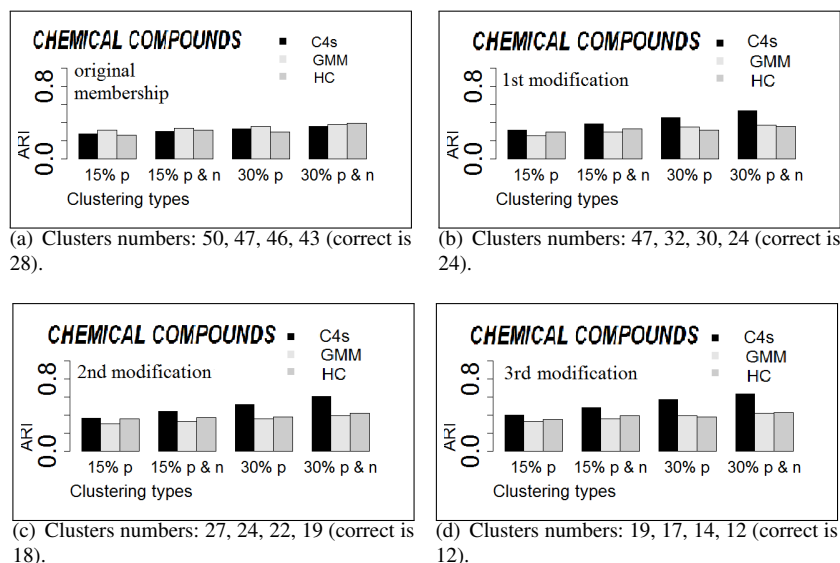 CHEMICAL COMPOUNDS
C4s
GMM
HC
original
membership
0.8
0.0
ARI
15% p
15% p & n
30% p
30% p & n
Clustering types
(a) Clusters numbers: 50, 47, 46, 43 (correct is
28).
CHEMICAL COMPOUNDS
C4s
GMM
HC
1st modification
0.8
0.0
ARI
15% p
15% p & n
30% p
30% p & n
Clustering types
(b) Clusters numbers: 47, 32, 30, 24 (correct is
24).
CHEMICAL COMPOUNDS
C4s
GMM
HC
2nd modification
0.8
0.0
ARI
15% p
15% p & n
30% p
30% p & n
Clustering types
(c) Clusters numbers: 27, 24, 22, 19 (correct is
18).
CHEMICAL COMPOUNDS
C4s
GMM
HC
3rd modification
0.8
0.0
ARI
15% p
15% p & n
30% p
30% p & n
Clustering types
(d) Clusters numbers: 19, 17, 14, 12 (correct is
12).